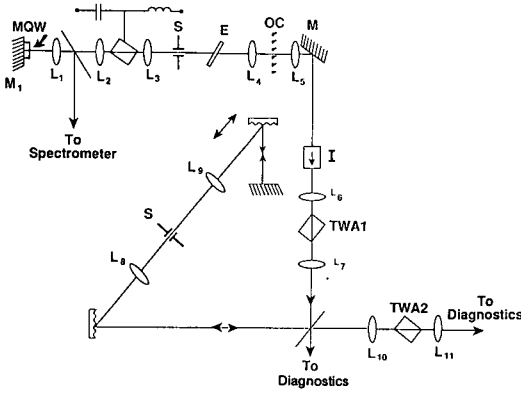 MQW
M1
L1
To
Spectrometer
L2
L3
S
E
L4
OC
L5
M
I
L6
TWA1
L7
L9
S
L8
L10
TWA2
L11
To
Diagnostics
To
Diagnostics